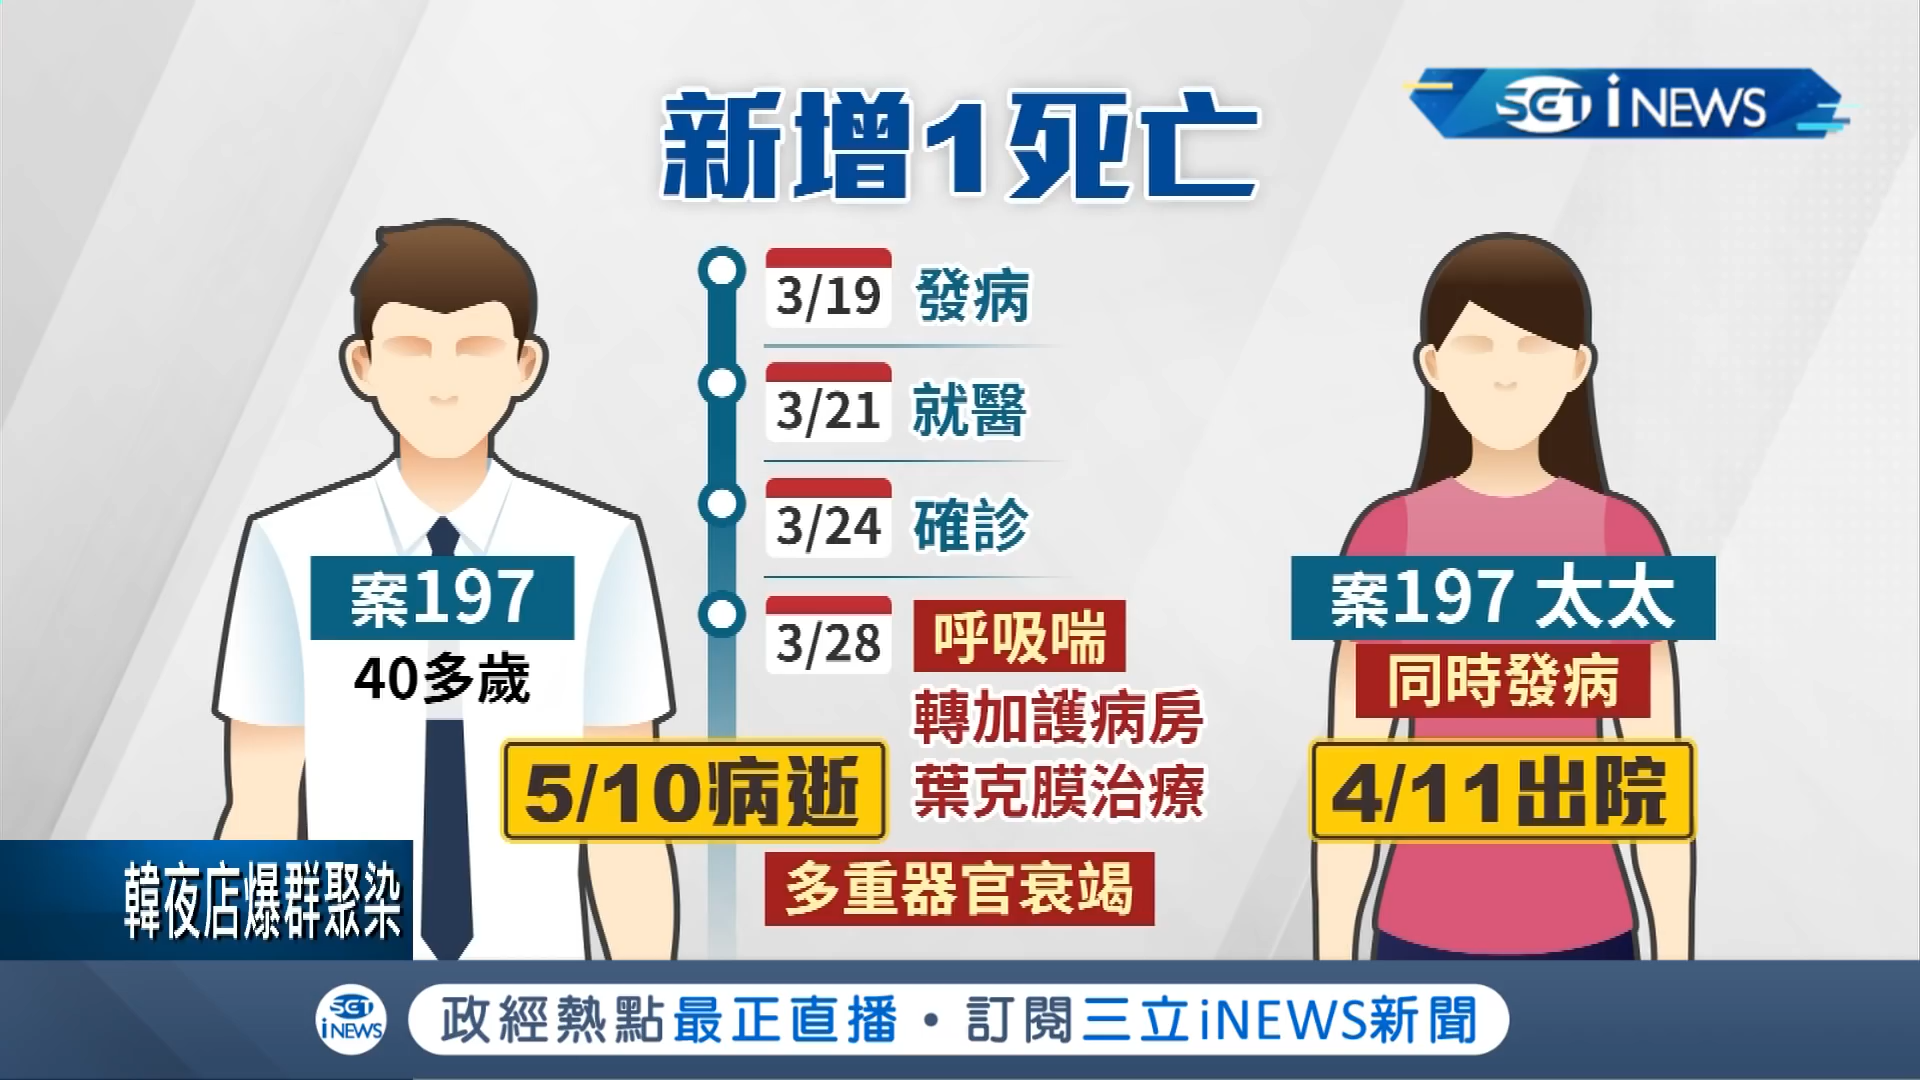 SET iNEWS
新增1死亡
3/19 發病
3/21 就醫
3/24 確診
3/28 呼吸喘
轉加護病房
葉克膜治療
多重器官衰竭
案197
40多歲
5/10病逝
案197 太太
同時發病
4/11出院
韓夜店爆群聚染
SET iNEWS
政經熱點最正直播・訂閱三立iNEWS新聞